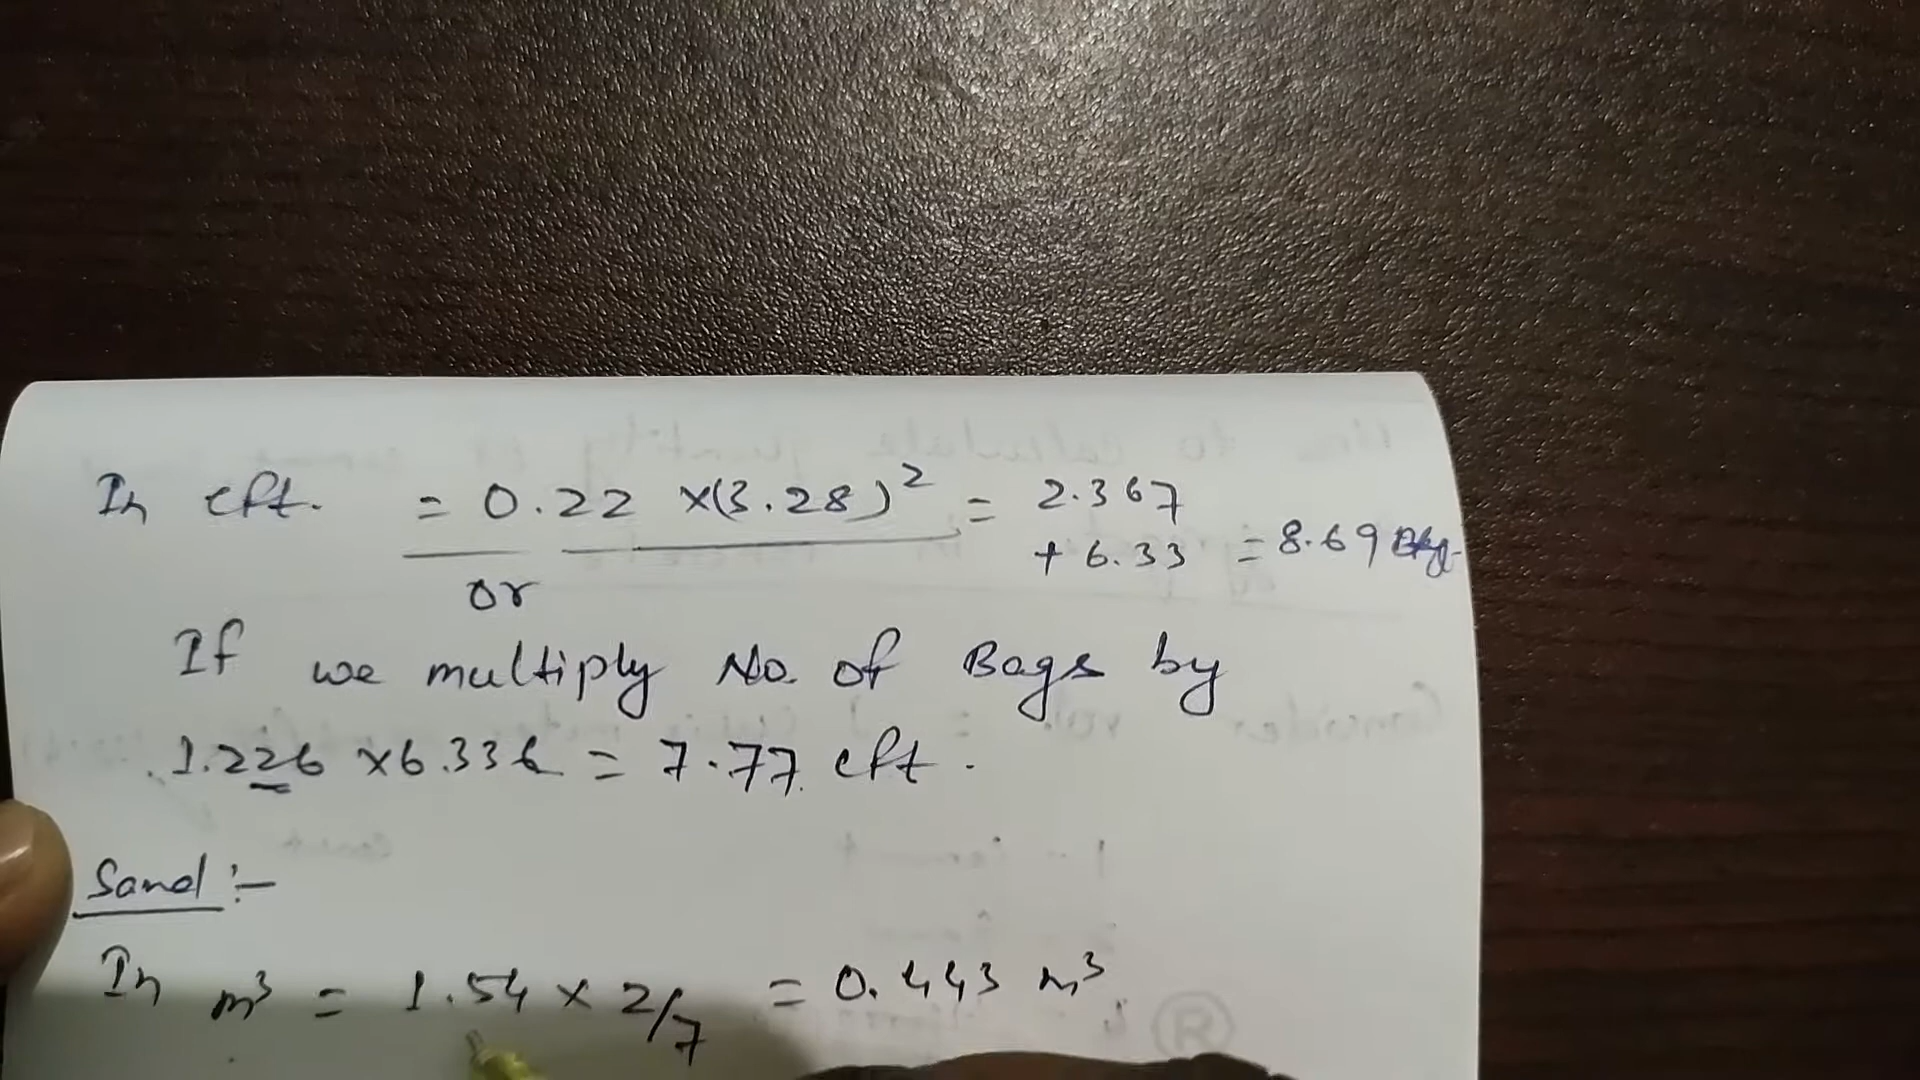 In cft. = 0.22 ×(3.28)² = 2.367
+ 6.33 = 8.69
or
If we multiply No. of Bags by
1.226 ×6.336 = 7.77 cft.
Sand :-
In m³ = 1.54 × 2/7 = 0.443 m³